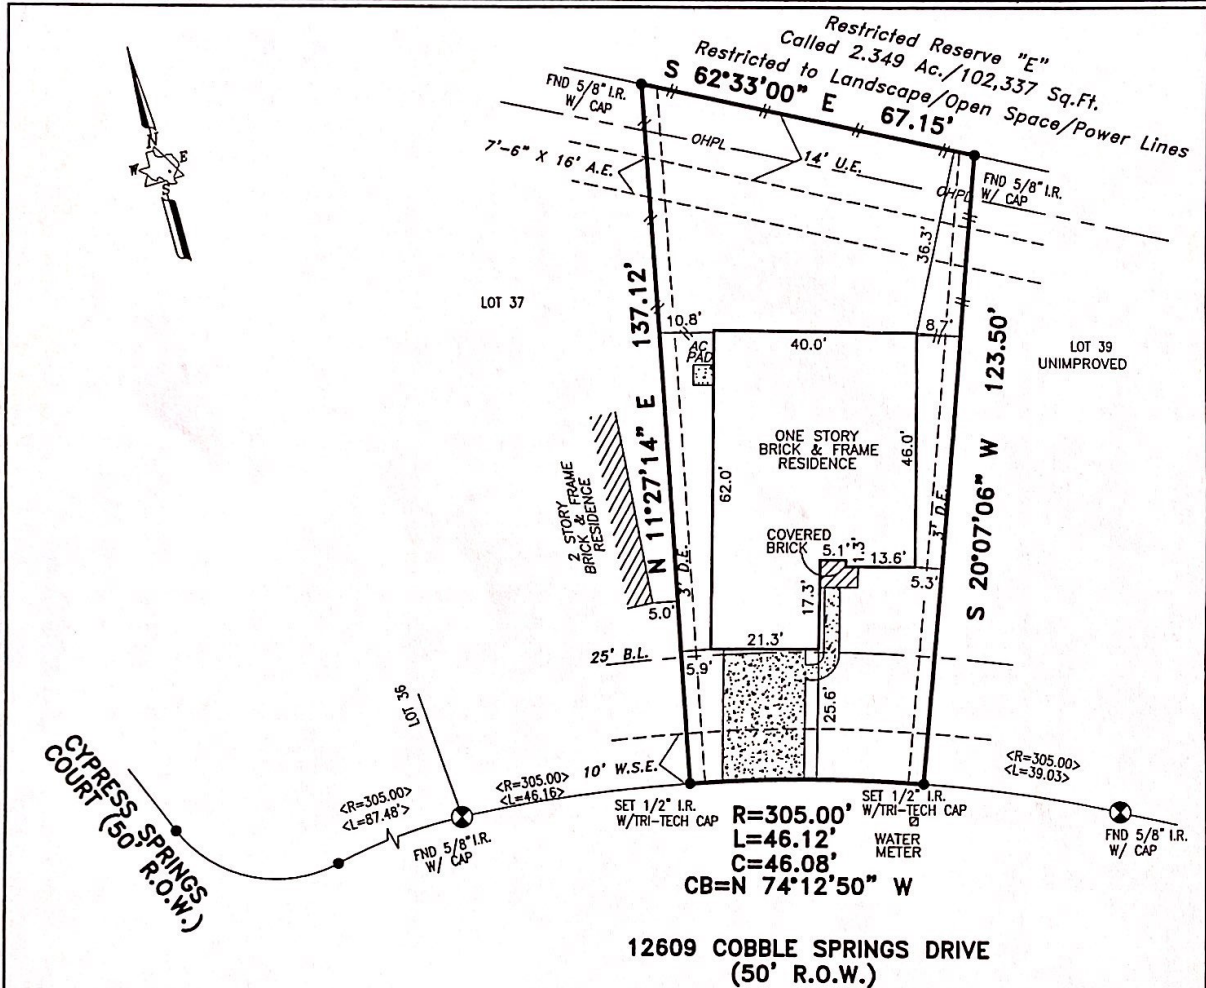 Restricted Reserve "E"
Called 2.349 Ac./102,337 Sq.Ft.
Restricted to Landscape/Open Space/Power Lines
S 62°33'00" E 67.15'
FND 5/8" I.R.
W/ CAP
OHPL
14' U.E.
7'-6" X 16' A.E.
OHPL
FND 5/8" I.R.
W/ CAP
N
E
W
S
36.3'
LOT 37
N 11°27'14" E 137.12'
10.8'
8.7'
40.0'
AC
PAD
LOT 39
UNIMPROVED
S 20°07'06" W 123.50'
ONE STORY
BRICK & FRAME
RESIDENCE
46.0'
62.0'
2 STORY
BRICK & FRAME
RESIDENCE
3' D.E.
3' D.E.
COVERED
BRICK
5.1'
1.3'
13.6'
5.3'
17.3'
5.0'
21.3'
25' B.L.
5.9'
25.6'
LOT 36
10' W.S.E.
CYPRESS SPRINGS
COURT (50' R.O.W.)
<R=305.00>
<L=87.48'>
<R=305.00>
<L=46.16>
<R=305.00>
<L=39.03>
FND 5/8" I.R.
W/ CAP
SET 1/2" I.R.
W/TRI-TECH CAP
SET 1/2" I.R.
W/TRI-TECH CAP
WATER
METER
FND 5/8" I.R.
W/ CAP
R=305.00'
L=46.12'
C=46.08'
CB=N 74°12'50" W
12609 COBBLE SPRINGS DRIVE
(50' R.O.W.)